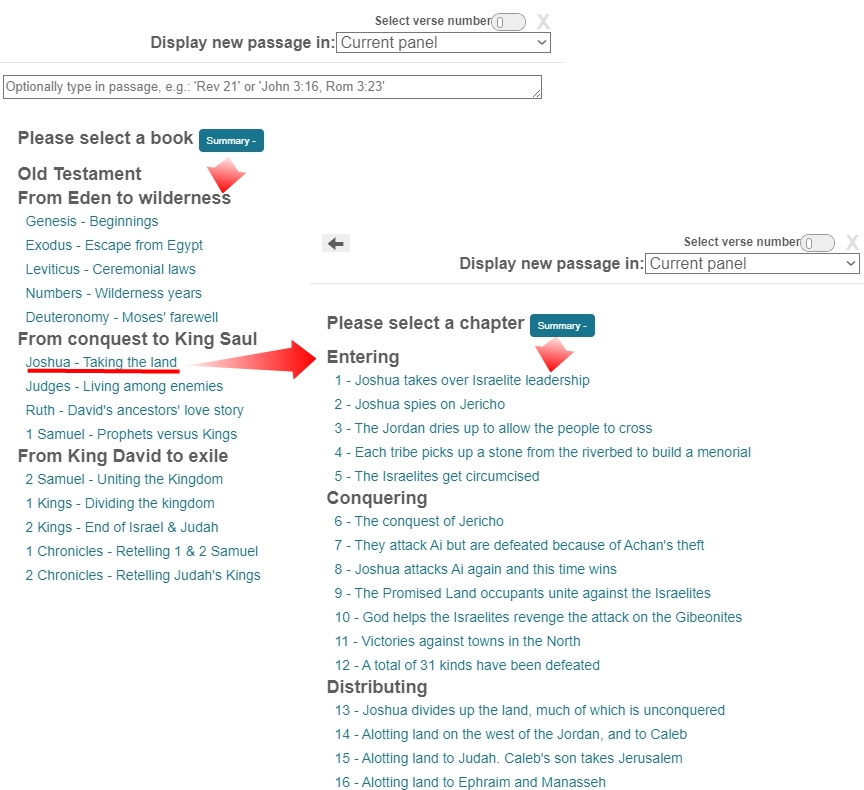 Select verse number 0 X
Display new passage in: Current panel
Optionally type in passage, e.g.: 'Rev 21' or 'John 3:16, Rom 3:23'
Please select a book Summary -
Old Testament
From Eden to wilderness
Genesis - Beginnings
Exodus - Escape from Egypt
Leviticus - Ceremonial laws
Numbers - Wilderness years
Deuteronomy - Moses' farewell
From conquest to King Saul
Joshua - Taking the land
Judges - Living among enemies
Ruth - David's ancestors' love story
1 Samuel - Prophets versus Kings
From King David to exile
2 Samuel - Uniting the Kingdom
1 Kings - Dividing the kingdom
2 Kings - End of Israel & Judah
1 Chronicles - Retelling 1 & 2 Samuel
2 Chronicles - Retelling Judah's Kings
Select verse number 0 X
Display new passage in: Current panel
Please select a chapter Summary -
Entering
1 - Joshua takes over Israelite leadership
2 - Joshua spies on Jericho
3 - The Jordan dries up to allow the people to cross
4 - Each tribe picks up a stone from the riverbed to build a menorial
5 - The Israelites get circumcised
Conquering
6 - The conquest of Jericho
7 - They attack Ai but are defeated because of Achan's theft
8 - Joshua attacks Ai again and this time wins
9 - The Promised Land occupants unite against the Israelites
10 - God helps the Israelites revenge the attack on the Gibeonites
11 - Victories against towns in the North
12 - A total of 31 kinds have been defeated
Distributing
13 - Joshua divides up the land, much of which is unconquered
14 - Alotting land on the west of the Jordan, and to Caleb
15 - Alotting land to Judah. Caleb's son takes Jerusalem
16 - Alotting land to Ephraim and Manasseh